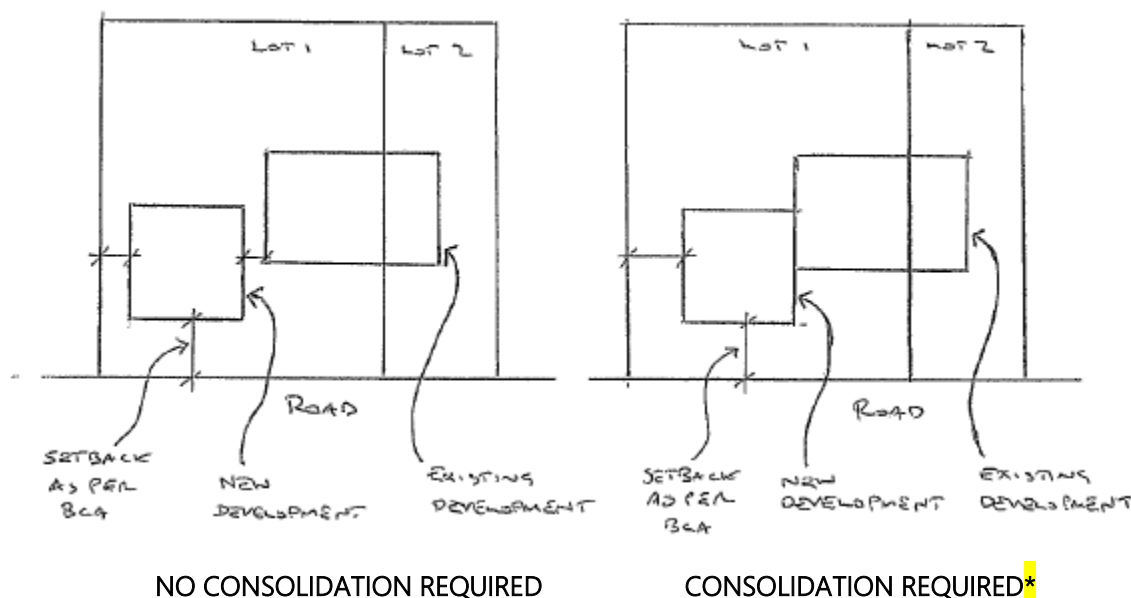 LOT 1
LOT 2
ROAD
SETBACK
AS PER
BCA
NEW
DEVELOPMENT
EXISTING
DEVELOPMENT
NO CONSOLIDATION REQUIRED
LOT 1
LOT 2
ROAD
SETBACK
AS PER
BCA
NEW
DEVELOPMENT
EXISTING
DEVELOPMENT
CONSOLIDATION REQUIRED*